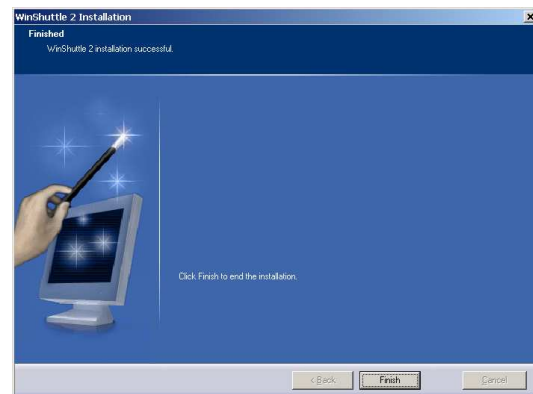 WinShuttle 2 Installation
Finished
WinShuttle 2 installation successful.
Click Finish to end the installation.
< Back
Finish
Cancel